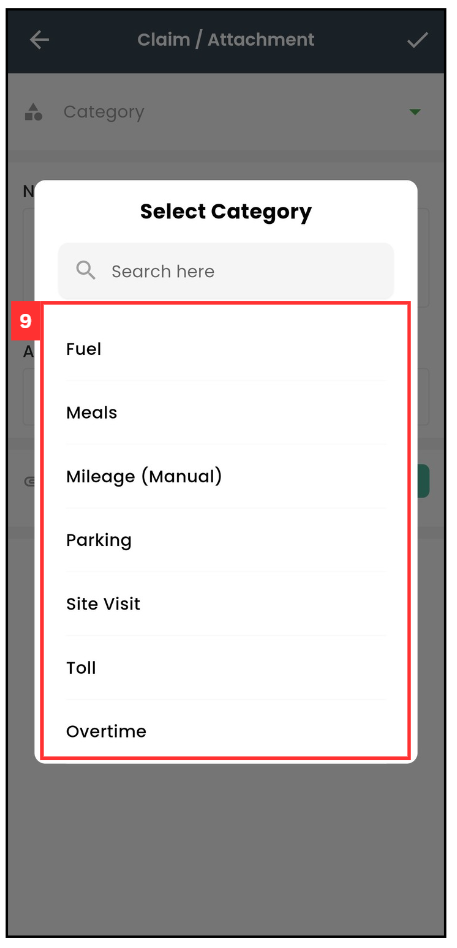 Claim / Attachment
Category
N
Select Category
Search here
9
A
Fuel
Meals
Mileage (Manual)
Parking
Site Visit
Toll
Overtime